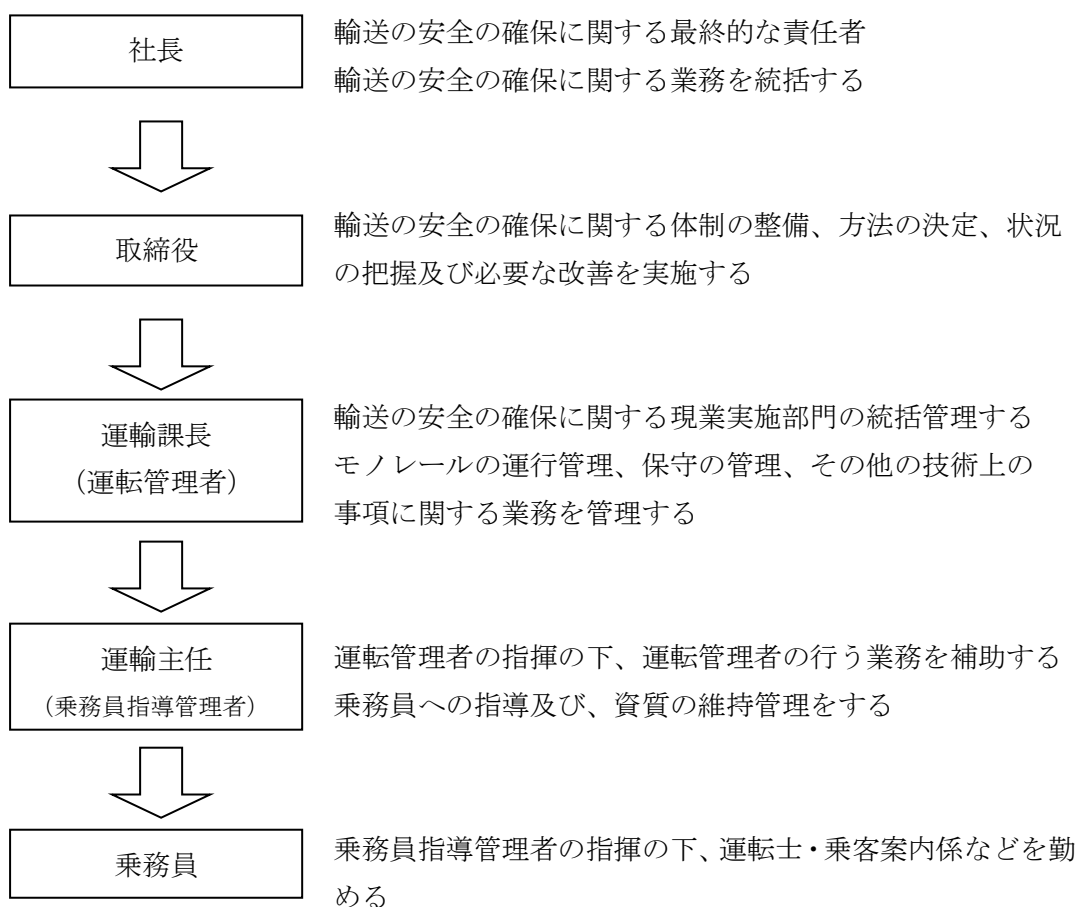 社長
輸送の安全の確保に関する最終的な責任者
輸送の安全の確保に関する業務を統括する
取締役
輸送の安全の確保に関する体制の整備、方法の決定、状況
の把握及び必要な改善を実施する
運輸課長
（運転管理者）
輸送の安全の確保に関する現業実施部門の統括管理する
モノレールの運行管理、保守の管理、その他の技術上の
事項に関する業務を管理する
運輸主任
（乗務員指導管理者）
運転管理者の指揮の下、運転管理者の行う業務を補助する
乗務員への指導及び、資質の維持管理をする
乗務員
乗務員指導管理者の指揮の下、運転士・乗客案内係などを勤
める